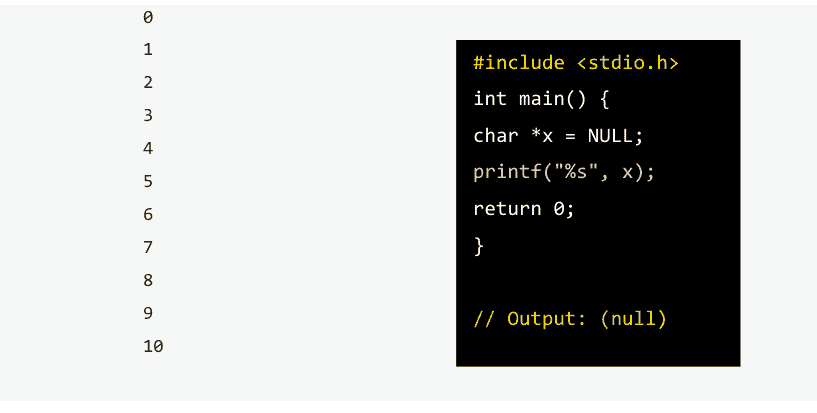 0
1
2
3
4
5
6
7
8
9
10
#include <stdio.h>
int main() {
char *x = NULL;
printf("%s", x);
return 0;
}
// Output: (null)